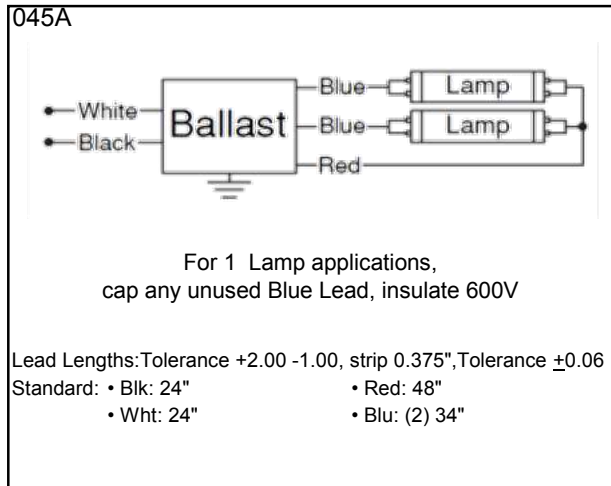 045A
Blue Lamp
White
Ballast
Blue Lamp
Black
Red
For 1 Lamp applications,
cap any unused Blue Lead, insulate 600V
Lead Lengths:Tolerance +2.00 -1.00, strip 0.375",Tolerance ±0.06
Standard: • Blk: 24" • Red: 48"
• Wht: 24" • Blu: (2) 34"